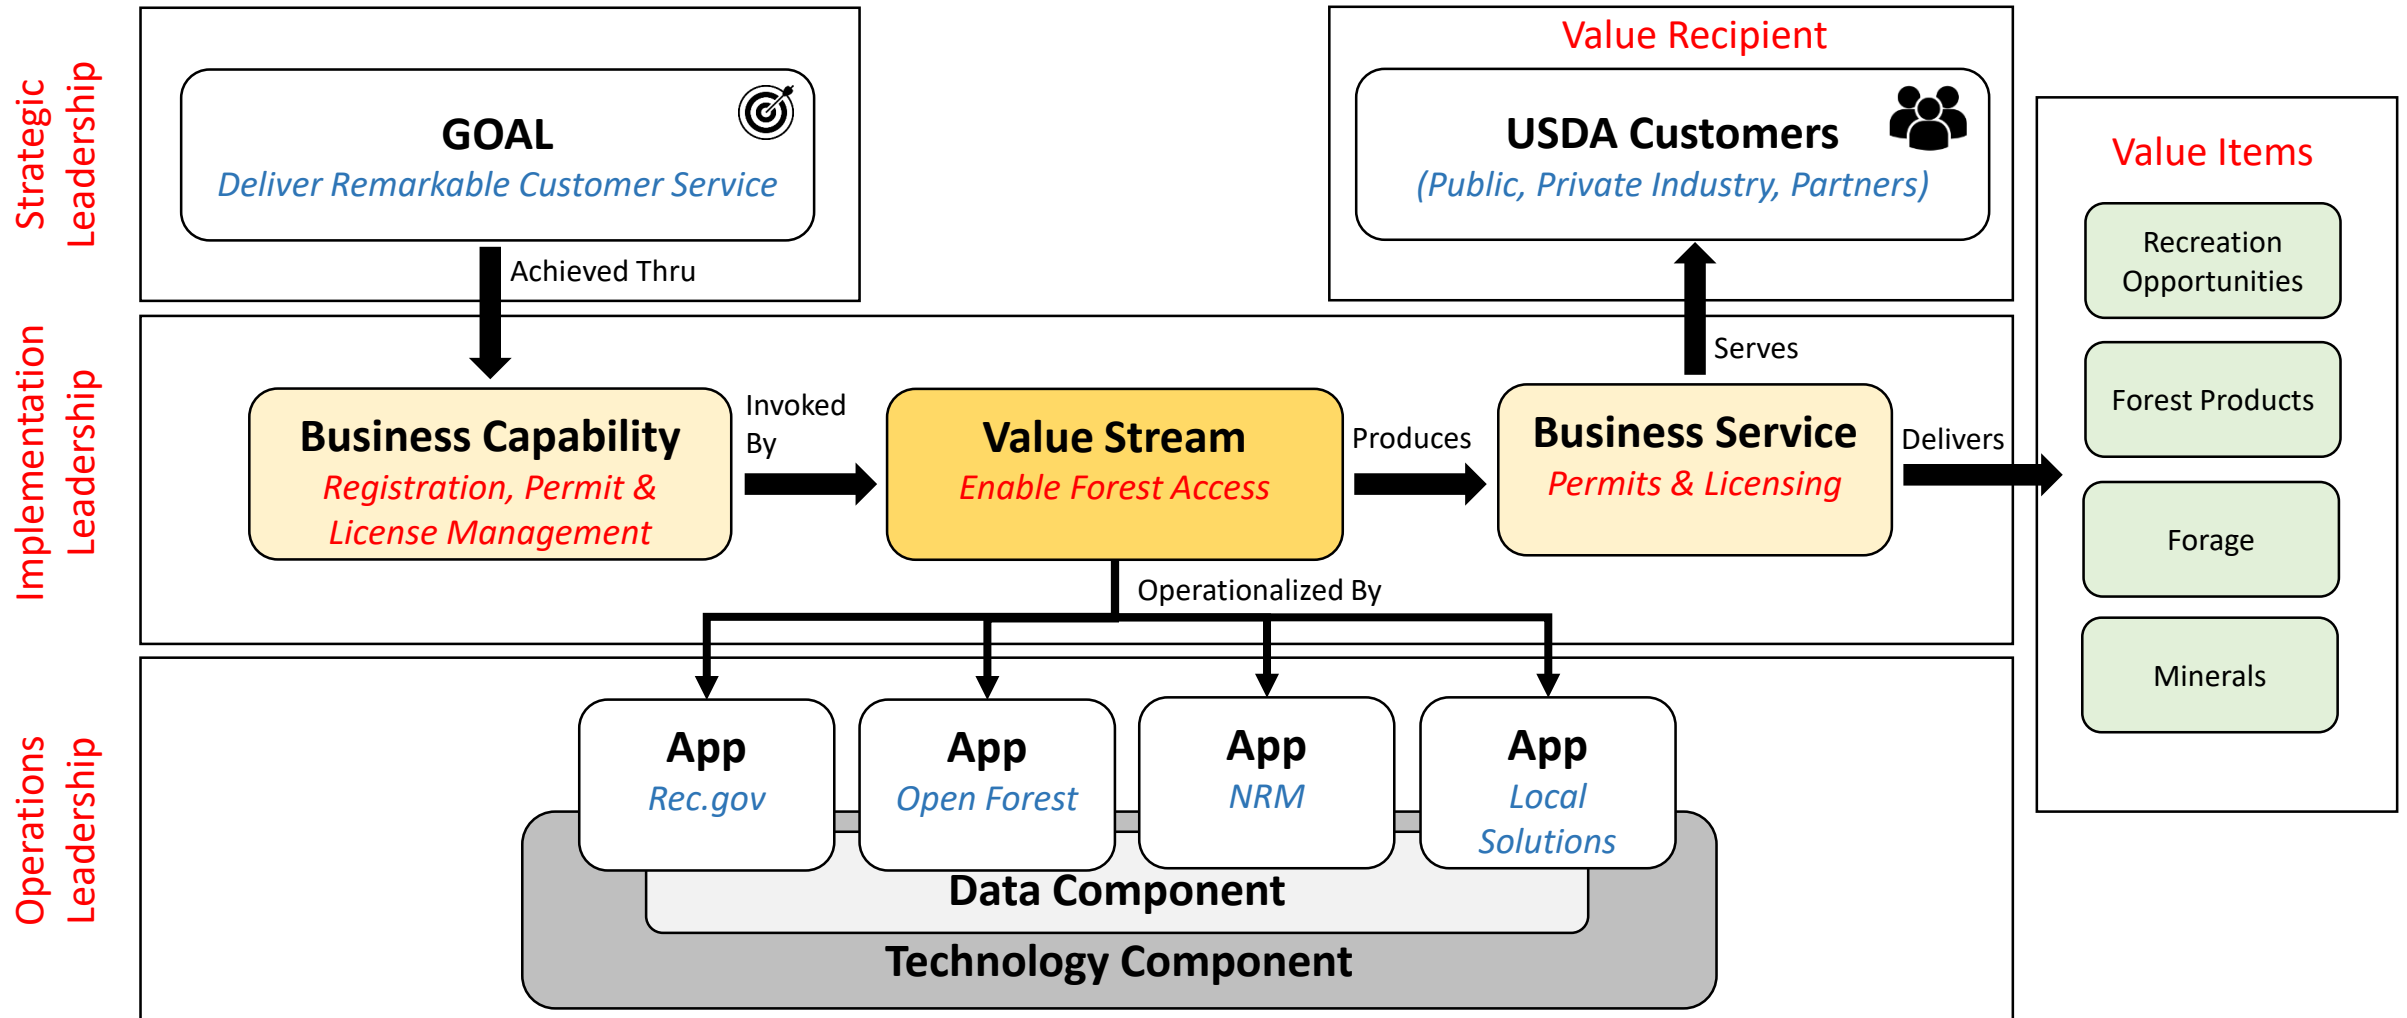 Strategic
Leadership
GOAL
Deliver Remarkable Customer Service
Achieved Thru
Value Recipient
USDA Customers
(Public, Private Industry, Partners)
Value Items
Recreation
Opportunities
Forest Products
Forage
Minerals
Implementation
Leadership
Business Capability
Registration, Permit &
License Management
Invoked
By
Value Stream
Enable Forest Access
Produces
Business Service
Permits & Licensing
Serves
Delivers
Operationalized By
Operations
Leadership
App
Rec.gov
App
Open Forest
App
NRM
App
Local
Solutions
Data Component
Technology Component